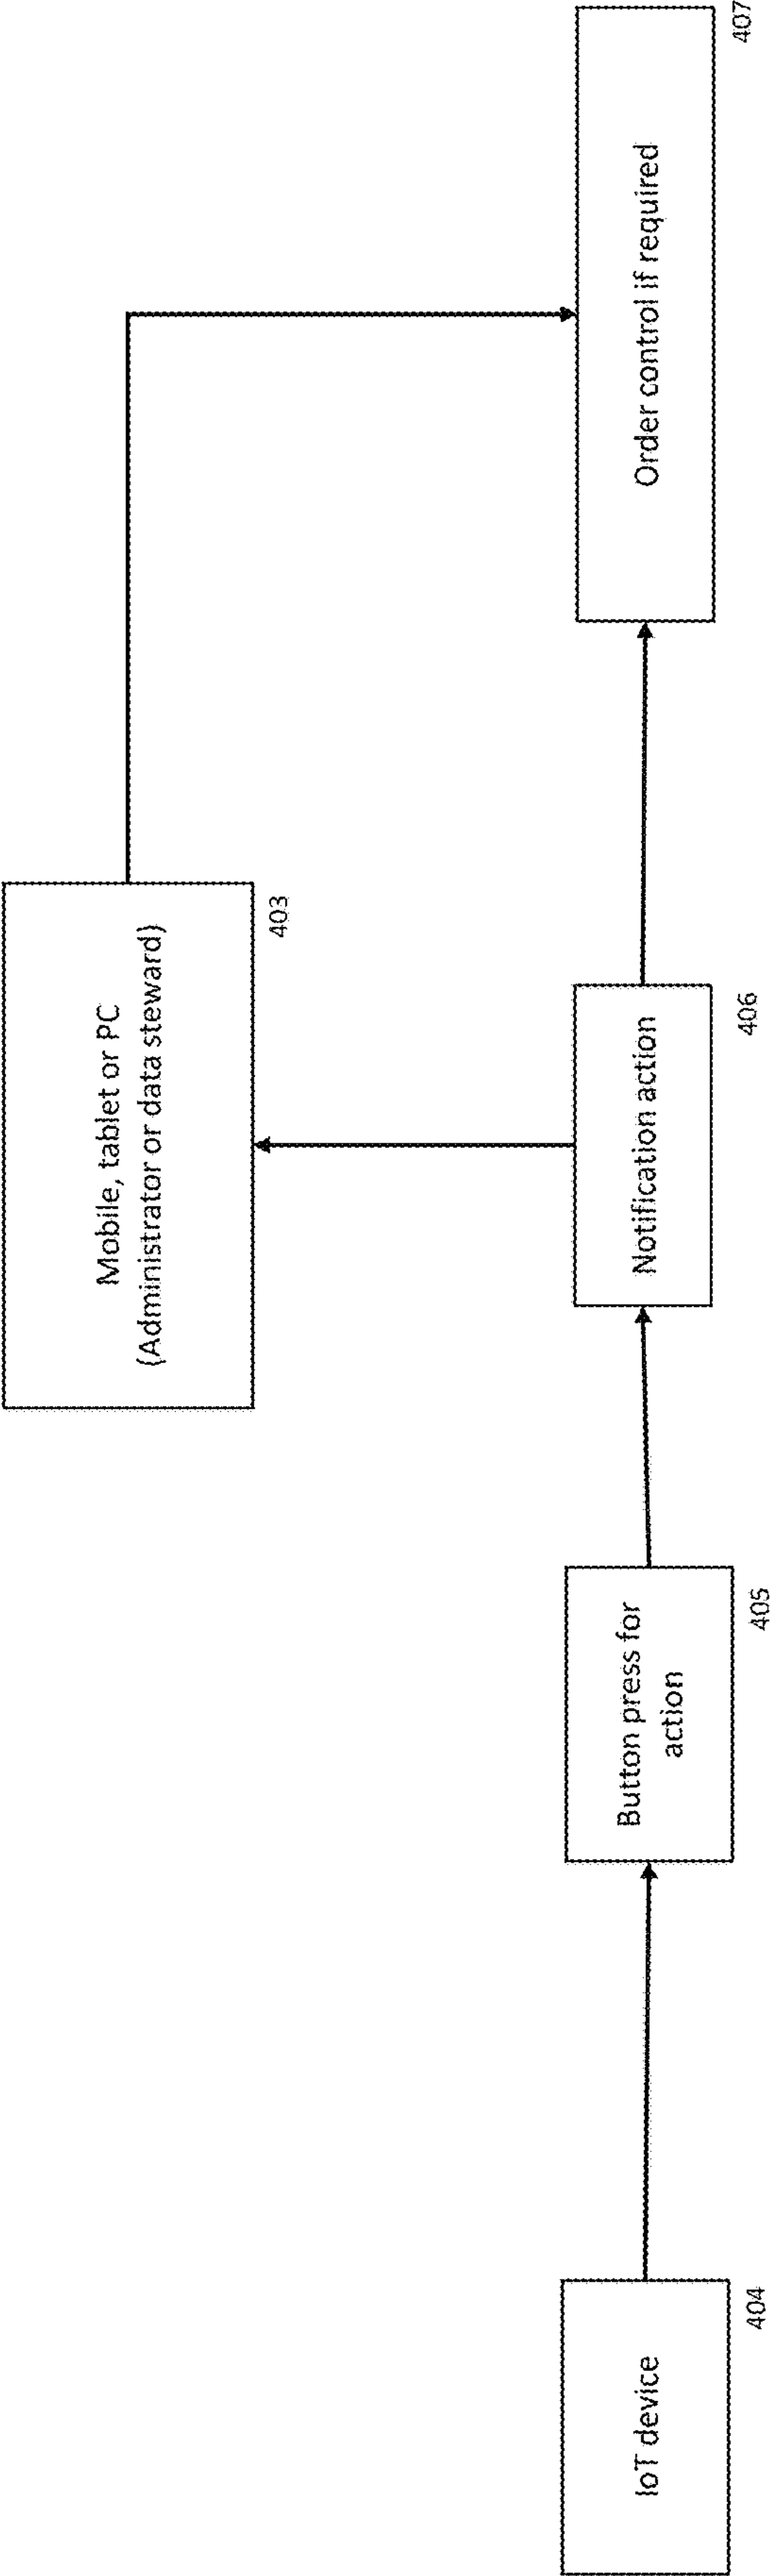 Mobile, tablet or PC
(Administrator or data steward)
403
IoT device
404
Button press for
action
405
Notification action
406
Order control if required
407